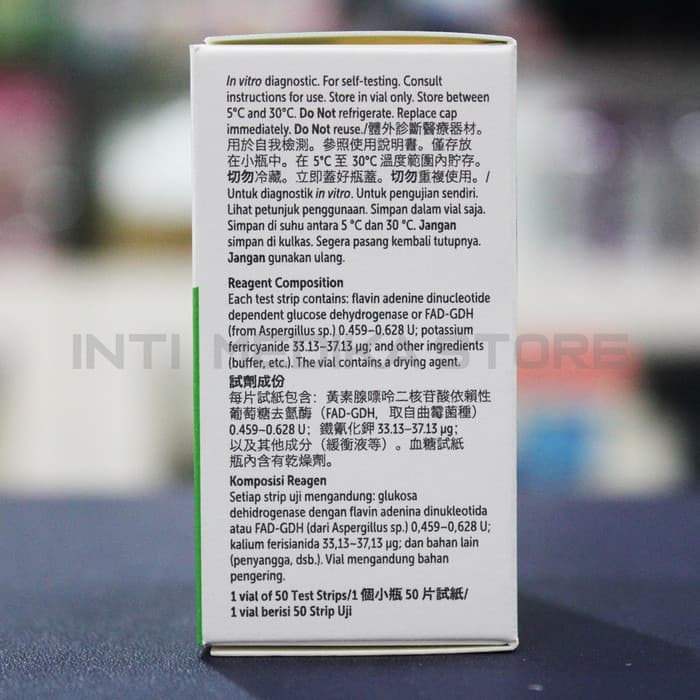 In vitro diagnostic. For self-testing. Consult
instructions for use. Store in vial only. Store between
5°C and 30°C. Do Not refrigerate. Replace cap
immediately. Do Not reuse./體外診斷醫療器材。
用於自我檢測。參照使用說明書。僅存放
在小瓶中。在 5°C 至 30°C 溫度範圍內貯存。
切勿冷藏。立即蓋好瓶蓋。切勿重複使用。/
Untuk diagnostik in vitro. Untuk pengujian sendiri.
Lihat petunjuk penggunaan. Simpan dalam vial saja.
Simpan di suhu antara 5 °C dan 30 °C. Jangan
simpan di kulkas. Segera pasang kembali tutupnya.
Jangan gunakan ulang.
Reagent Composition
Each test strip contains: flavin adenine dinucleotide
dependent glucose dehydrogenase or FAD-GDH
(from Aspergillus sp.) 0.459–0.628 U; potassium
ferricyanide 33.13–37.13 µg; and other ingredients
(buffer, etc.). The vial contains a drying agent.
INTI MEDIKA STORE
試劑成份
每片試紙包含：黃素腺嘌呤二核苷酸依賴性
葡萄糖去氫酶（FAD-GDH，取自曲霉菌種）
0.459–0.628 U；鐵氰化鉀 33.13–37.13 µg；
以及其他成分（緩衝液等）。血糖試紙
瓶內含有乾燥劑。
Komposisi Reagen
Setiap strip uji mengandung: glukosa
dehidrogenase dengan flavin adenina dinukleotida
atau FAD-GDH (dari Aspergillus sp.) 0,459–0,628 U;
kalium ferisianida 33,13–37,13 µg; dan bahan lain
(penyangga, dsb.). Vial mengandung bahan
pengering.
1 vial of 50 Test Strips/1 個小瓶 50 片試紙/
1 vial berisi 50 Strip Uji